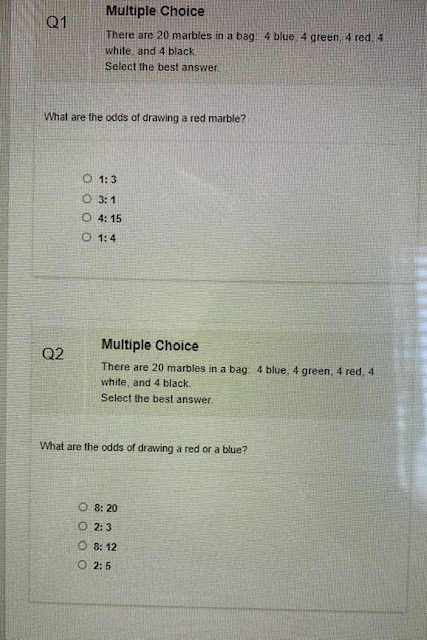 Q1
Multiple Choice
There are 20 marbles in a bag: 4 blue, 4 green, 4 red, 4
white, and 4 black.
Select the best answer.
What are the odds of drawing a red marble?
1: 3
3: 1
4: 15
1: 4
Q2
Multiple Choice
There are 20 marbles in a bag: 4 blue, 4 green, 4 red, 4
white, and 4 black.
Select the best answer.
What are the odds of drawing a red or a blue?
8: 20
2: 3
8: 12
2: 5